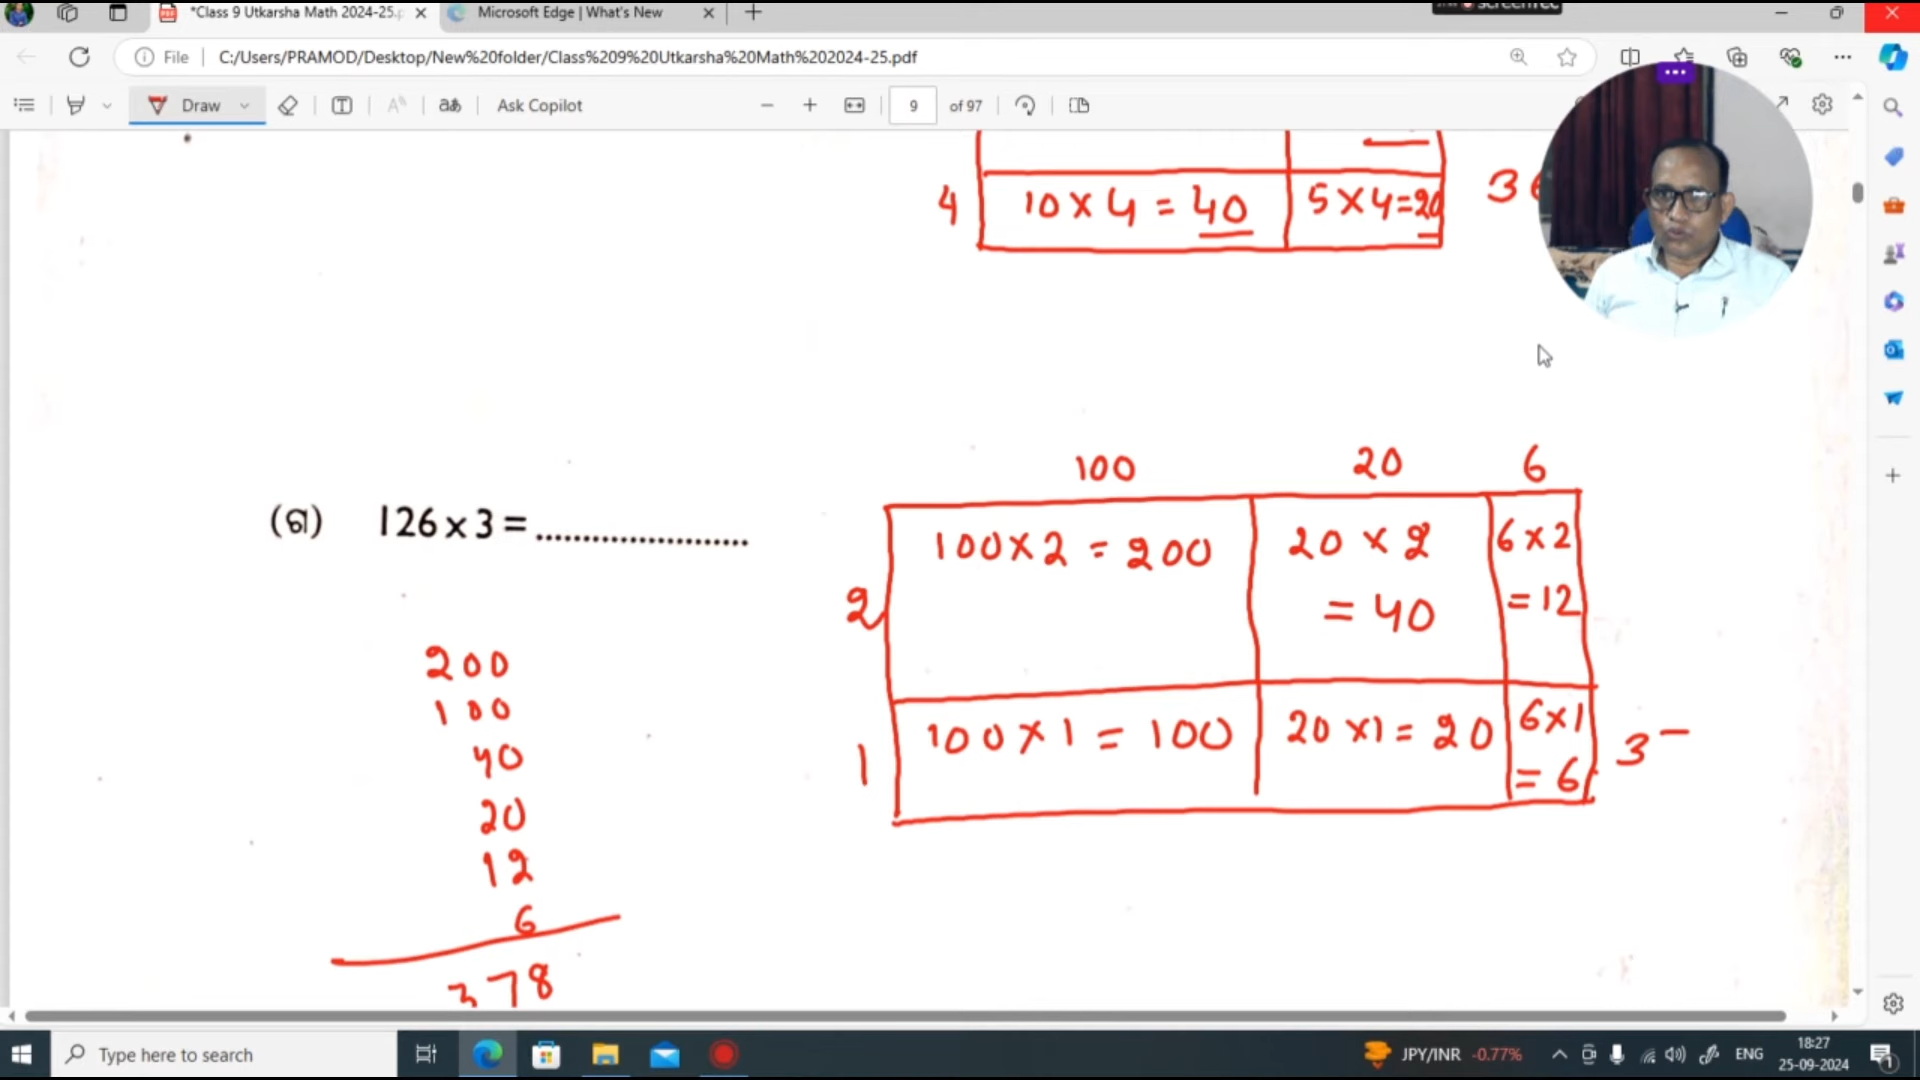 *Class 9 Utkarsha Math 2024-25.p
Microsoft Edge | What's New
File
C:/Users/PRAMOD/Desktop/New%20folder/Class%209%20Utkarsha%20Math%202024-25.pdf
Draw
Ask Copilot
9 of 97
4
10 x 4 = 40
5 x 4 = 20
3
100 20 6
(ଗ) 126 x 3 = ......................
2
100 x 2 = 200
20 x 2
= 40
6 x 2
= 12
1
100 x 1 = 100
20 x 1 = 20
6 x 1
= 6
3
200
100
40
20
12
6
378
Type here to search
JPY/INR -0.77%
ENG
18:27
25-09-2024
1